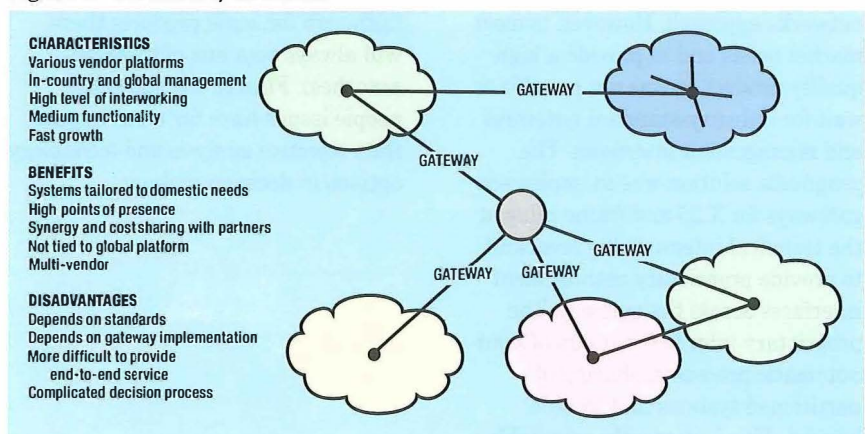 CHARACTERISTICS
Various vendor platforms
In-country and global management
High level of interworking
Medium functionality
Fast growth
BENEFITS
Systems tailored to domestic needs
High points of presence
Synergy and cost sharing with partners
Not tied to global platform
Multi-vendor
DISADVANTAGES
Depends on standards
Depends on gateway implementation
More difficult to provide
end-to-end service
Complicated decision process
GATEWAY
GATEWAY
GATEWAY
GATEWAY
GATEWAY